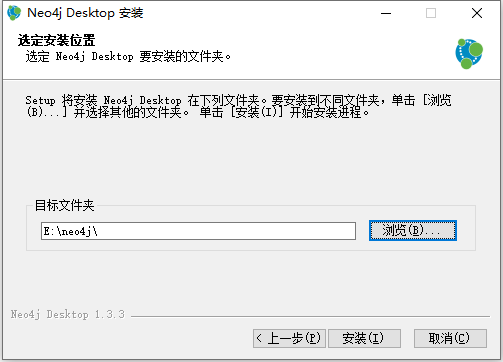 Neo4j Desktop 安装
选定安装位置
选定 Neo4j Desktop 要安装的文件夹。
Setup 将安装 Neo4j Desktop 在下列文件夹。要安装到不同文件夹，单击 [浏览
(B)...] 并选择其他的文件夹。 单击 [安装(I)] 开始安装进程。
目标文件夹
E:\neo4j\
浏览(B)...
Neo4j Desktop 1.3.3
< 上一步(P)
安装(I)
取消(C)